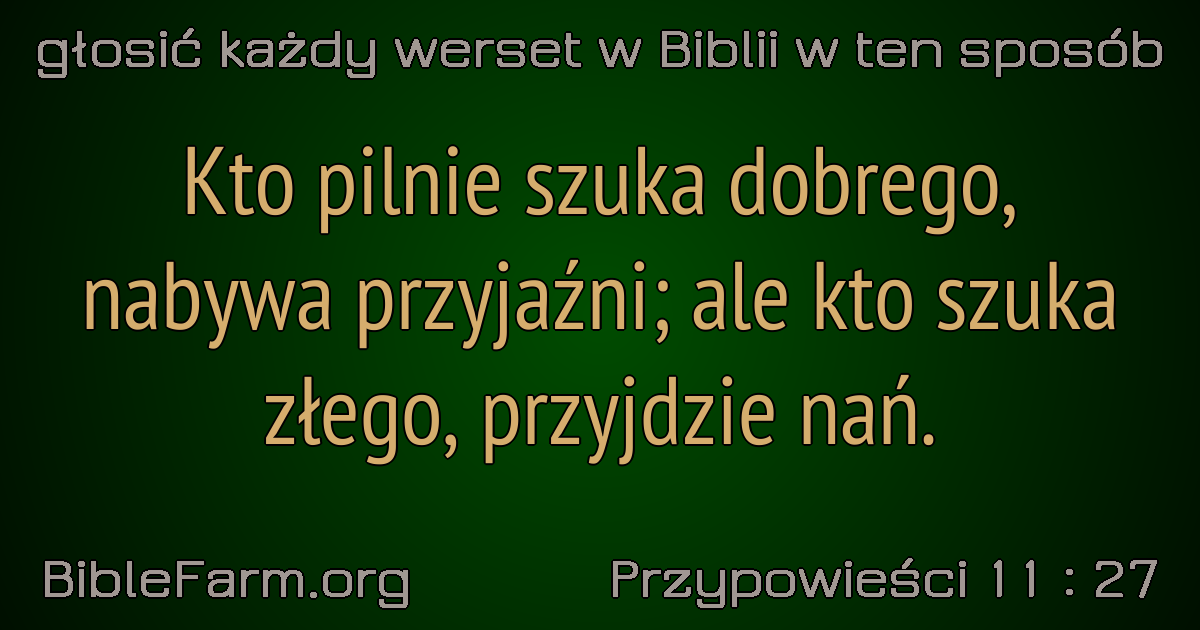 głosić każdy werset w Biblii w ten sposób
Kto pilnie szuka dobrego,
nabywa przyjaźni; ale kto szuka
złego, przyjdzie nań.
BibleFarm.org
Przypowieści 11 : 27